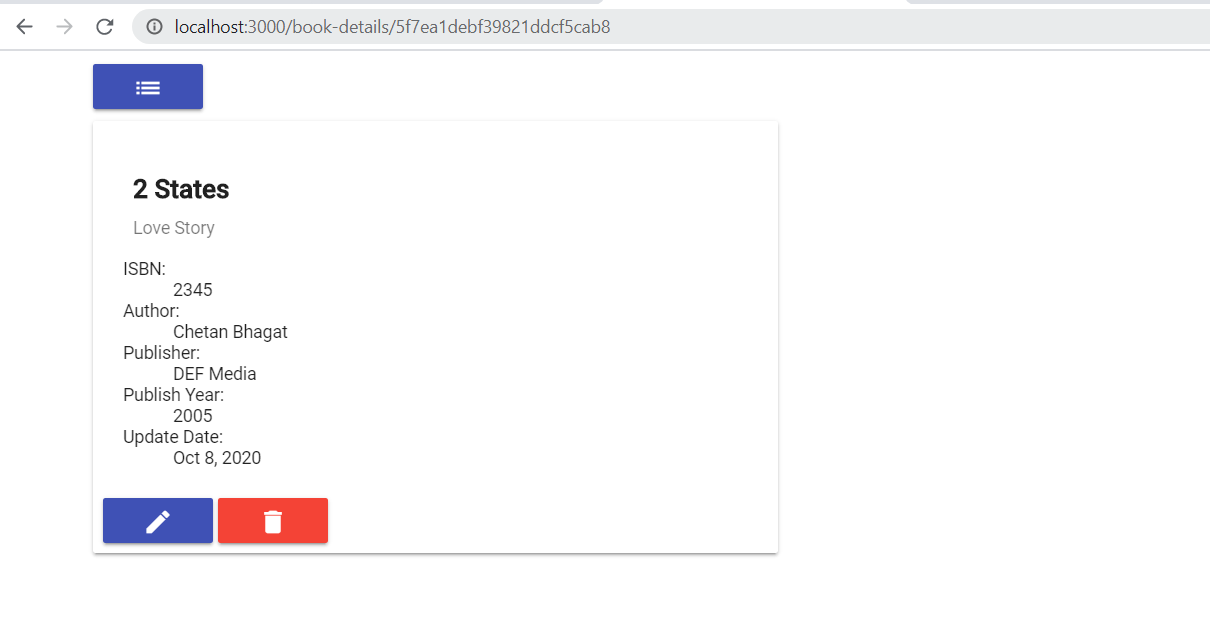 localhost:3000/book-details/5f7ea1debf39821ddcf5cab8
2 States
Love Story
ISBN:
2345
Author:
Chetan Bhagat
Publisher:
DEF Media
Publish Year:
2005
Update Date:
Oct 8, 2020